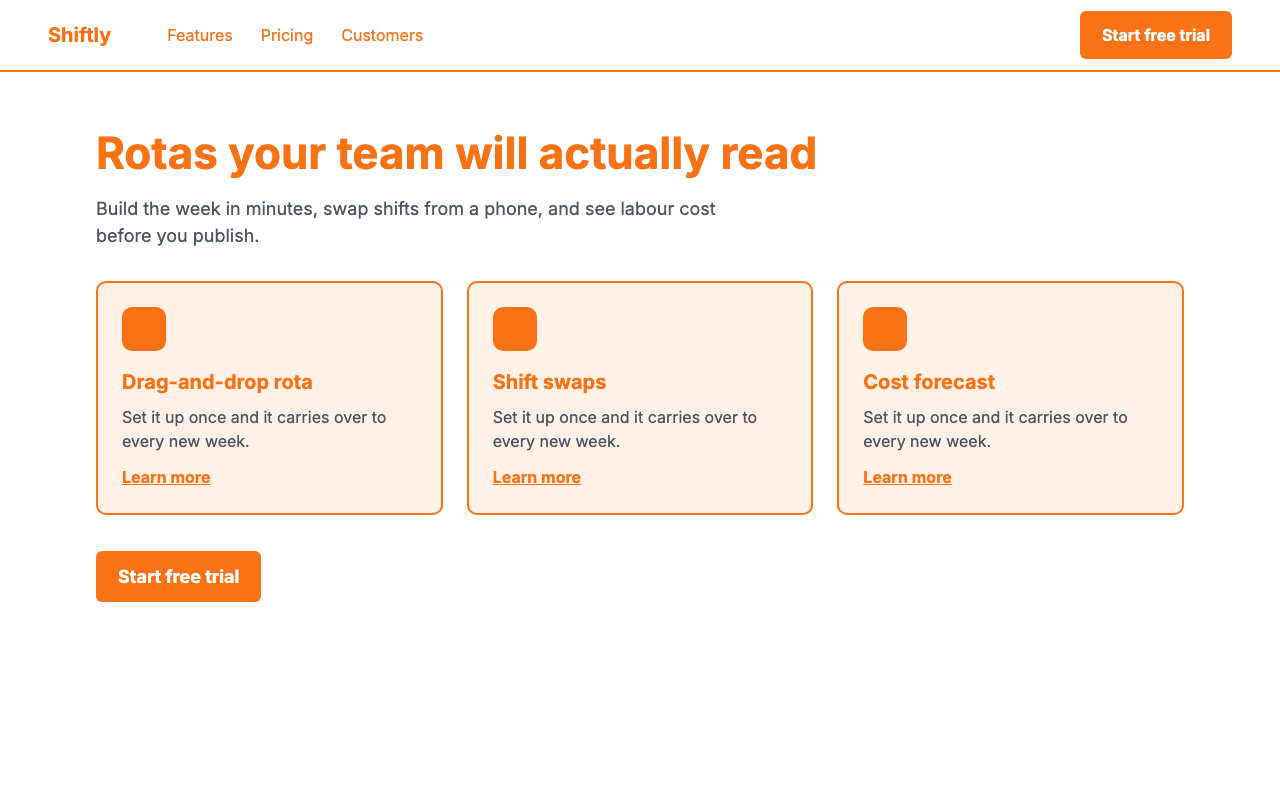 Shiftly
Features
Pricing
Customers
Start free trial
Rotas your team will actually read
Build the week in minutes, swap shifts from a phone, and see labour cost
before you publish.
Drag-and-drop rota
Set it up once and it carries over to
every new week.
Learn more
Shift swaps
Set it up once and it carries over to
every new week.
Learn more
Cost forecast
Set it up once and it carries over to
every new week.
Learn more
Start free trial